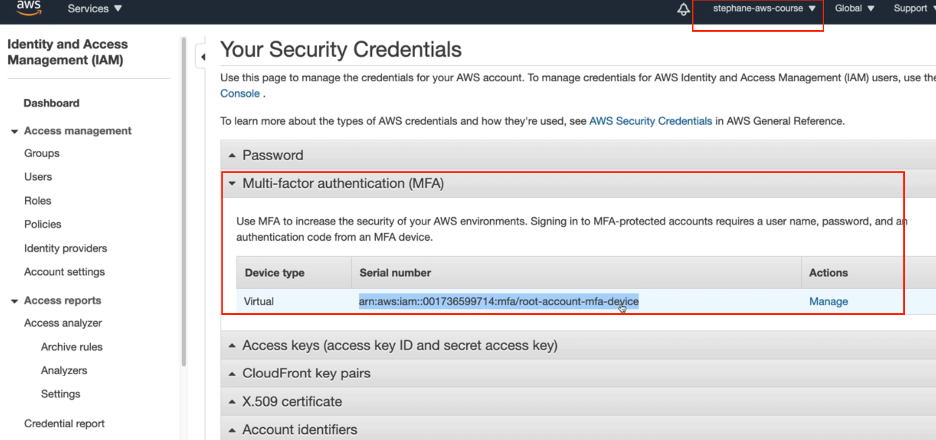 aws Services stephane-aws-course Global Support
Identity and Access
Management (IAM)
Dashboard
Access management
Groups
Users
Roles
Policies
Identity providers
Account settings
Access reports
Access analyzer
Archive rules
Analyzers
Settings
Credential report
Your Security Credentials
Use this page to manage the credentials for your AWS account. To manage credentials for AWS Identity and Access Management (IAM) users, use the
Console .
To learn more about the types of AWS credentials and how they're used, see AWS Security Credentials in AWS General Reference.
Password
Multi-factor authentication (MFA)
Use MFA to increase the security of your AWS environments. Signing in to MFA-protected accounts requires a user name, password, and an
authentication code from an MFA device.
Device type Serial number Actions
Virtual arn:aws:iam::001736599714:mfa/root-account-mfa-device Manage
Access keys (access key ID and secret access key)
CloudFront key pairs
X.509 certificate
Account identifiers